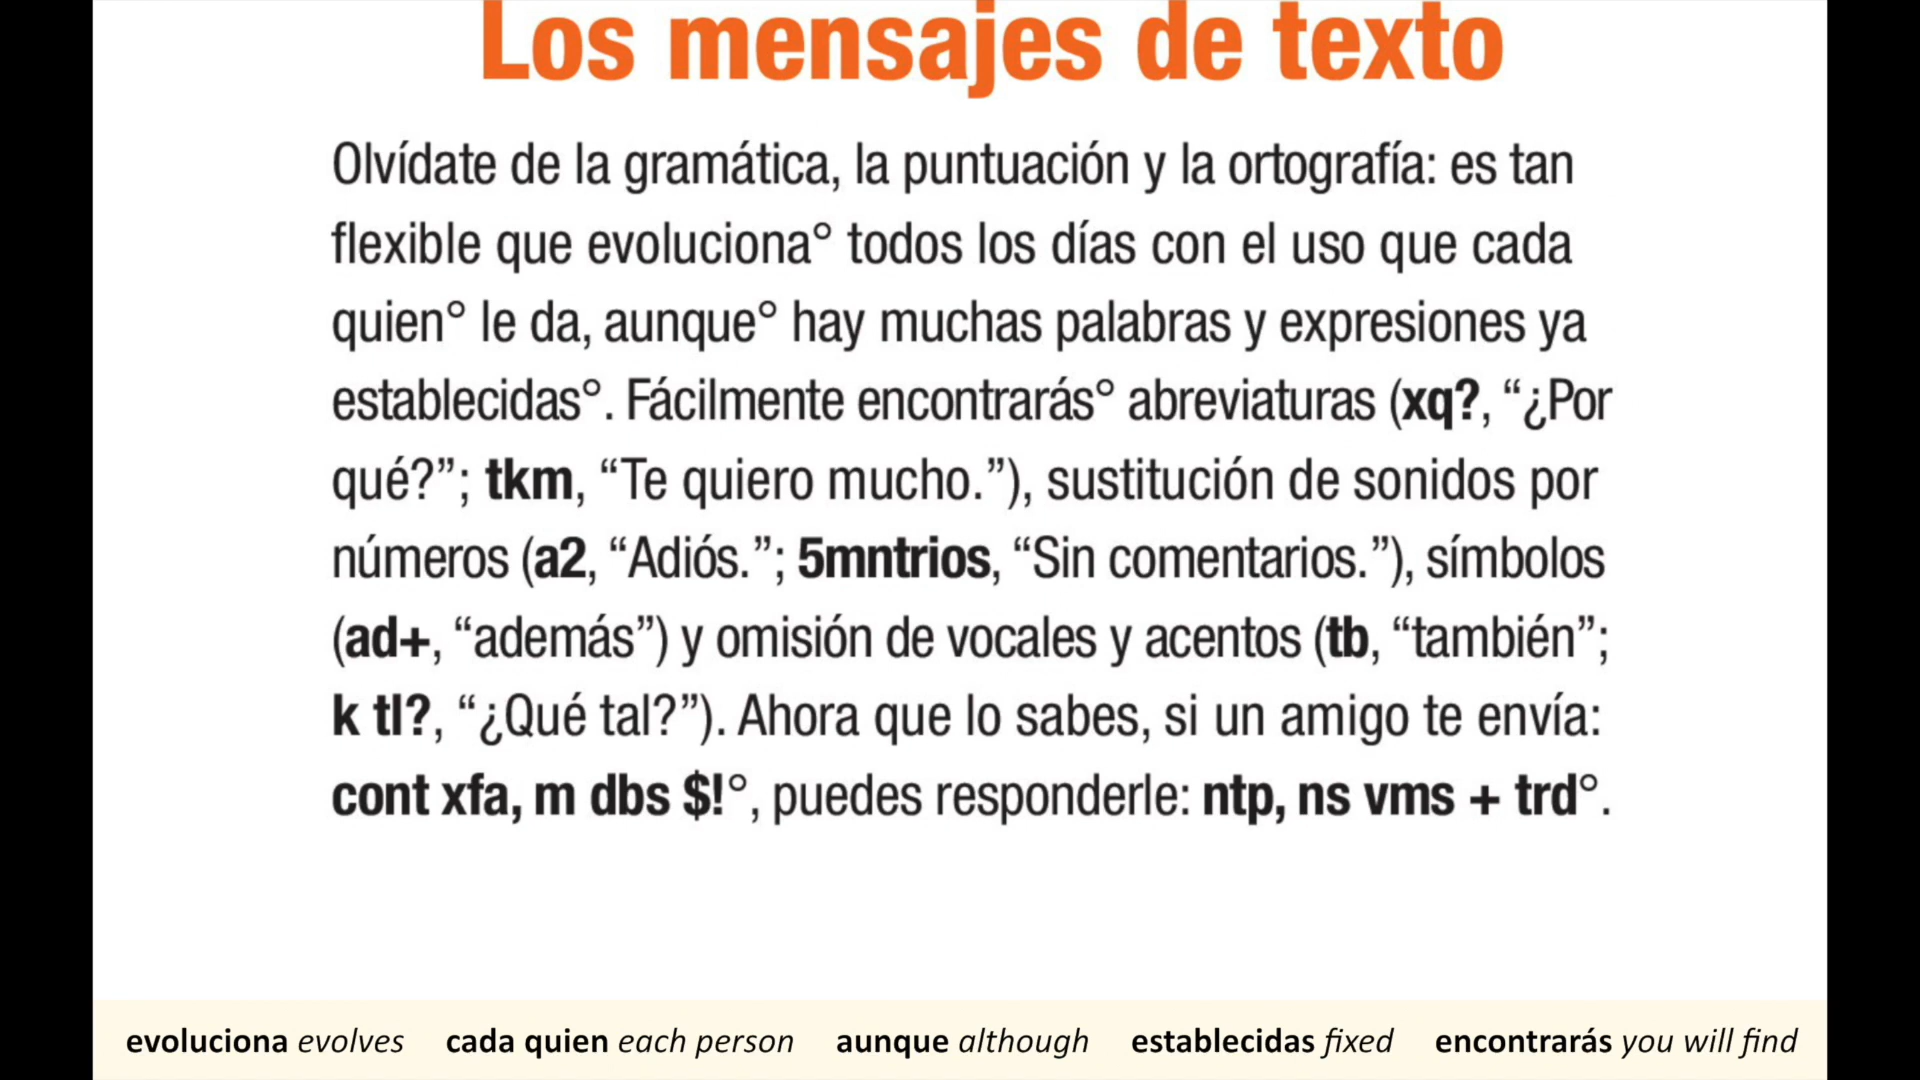 Los mensajes de texto
Olvídate de la gramática, la puntuación y la ortografía: es tan
flexible que evoluciona° todos los días con el uso que cada
quien° le da, aunque° hay muchas palabras y expresiones ya
establecidas°. Fácilmente encontrarás° abreviaturas (xq?, “¿Por
qué?”; tkm, “Te quiero mucho.”), sustitución de sonidos por
números (a2, “Adiós.”; 5mntrios, “Sin comentarios.”), símbolos
(ad+, “además”) y omisión de vocales y acentos (tb, “también”;
k tl?, “¿Qué tal?”). Ahora que lo sabes, si un amigo te envía:
cont xfa, m dbs $!°, puedes responderle: ntp, ns vms + trd°.
evoluciona evolves cada quien each person aunque although establecidas fixed encontrarás you will find